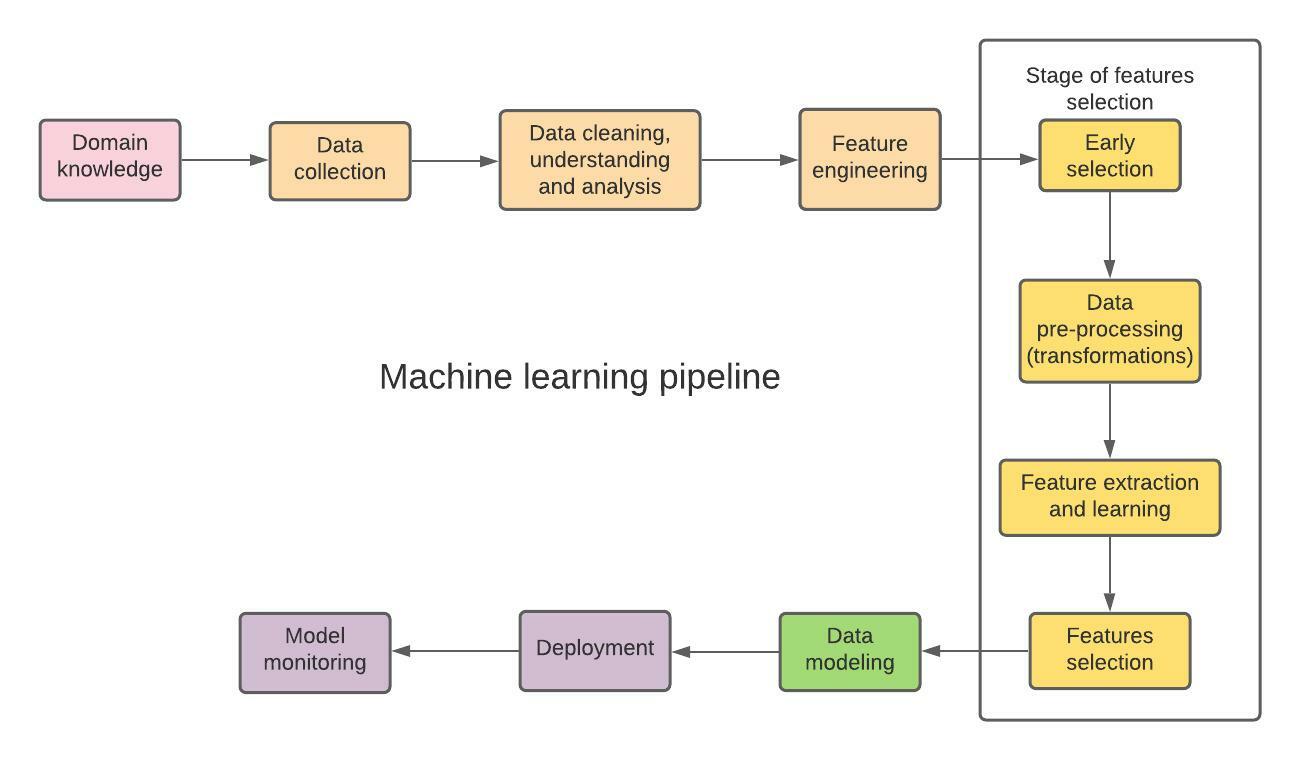 Stage of features
selection
Domain
knowledge
Data
collection
Data cleaning,
understanding
and analysis
Feature
engineering
Early
selection
Data
pre-processing
(transformations)
Machine learning pipeline
Feature extraction
and learning
Features
selection
Data
modeling
Deployment
Model
monitoring